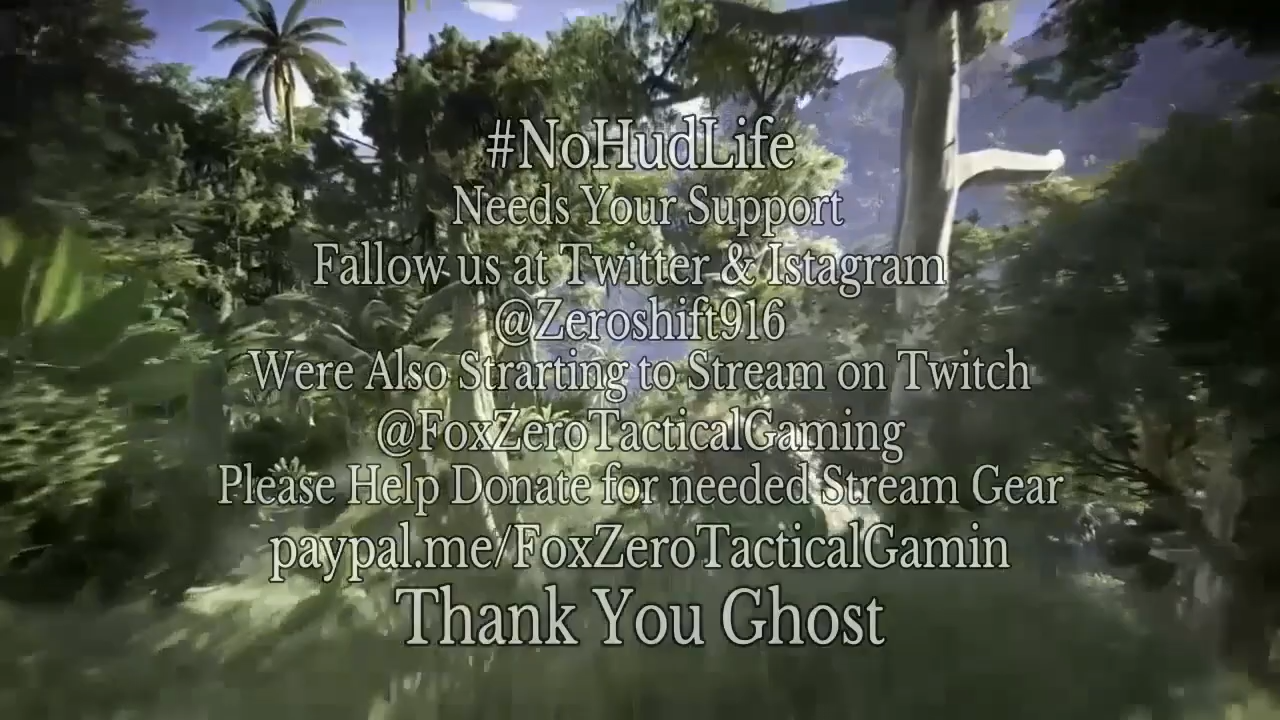 #NoHudLife
Needs Your Support
Fallow us at Twitter & Istagram
@Zeroshift916
Were Also Strarting to Stream on Twitch
@FoxZeroTacticalGaming
Please Help Donate for needed Stream Gear
paypal.me/FoxZeroTacticalGamin
Thank You Ghost